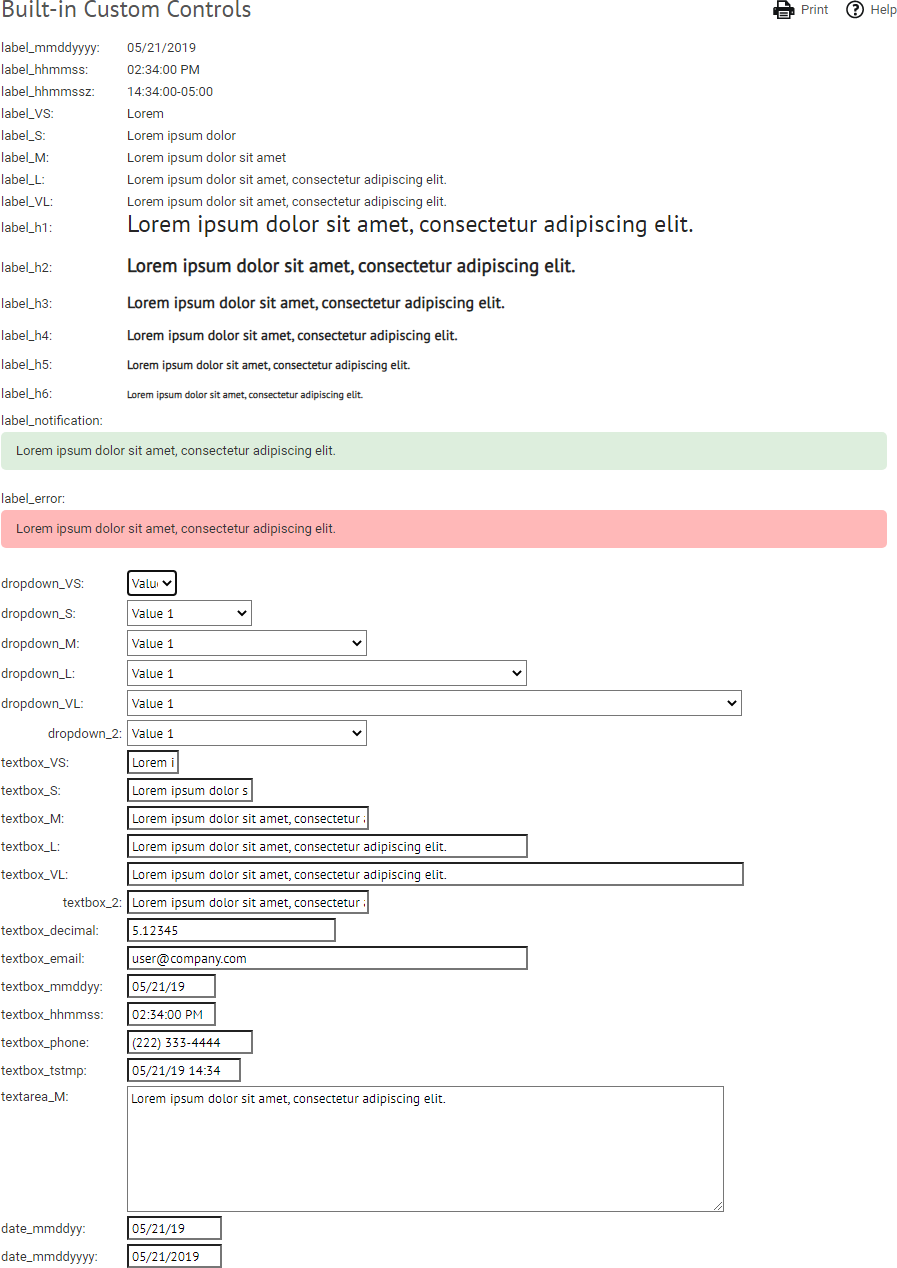 Built-in Custom Controls Print Help
label_mmddyyyy: 05/21/2019
label_hhmmss: 02:34:00 PM
label_hhmmssz: 14:34:00-05:00
label_VS: Lorem
label_S: Lorem ipsum dolor
label_M: Lorem ipsum dolor sit amet
label_L: Lorem ipsum dolor sit amet, consectetur adipiscing elit.
label_VL: Lorem ipsum dolor sit amet, consectetur adipiscing elit.
label_h1: Lorem ipsum dolor sit amet, consectetur adipiscing elit.
label_h2: Lorem ipsum dolor sit amet, consectetur adipiscing elit.
label_h3: Lorem ipsum dolor sit amet, consectetur adipiscing elit.
label_h4: Lorem ipsum dolor sit amet, consectetur adipiscing elit.
label_h5: Lorem ipsum dolor sit amet, consectetur adipiscing elit.
label_h6: Lorem ipsum dolor sit amet, consectetur adipiscing elit.
label_notification:
Lorem ipsum dolor sit amet, consectetur adipiscing elit.
label_error:
Lorem ipsum dolor sit amet, consectetur adipiscing elit.
dropdown_VS: Valu
dropdown_S: Value 1
dropdown_M: Value 1
dropdown_L: Value 1
dropdown_VL: Value 1
dropdown_2: Value 1
textbox_VS: Lorem i
textbox_S: Lorem ipsum dolor s
textbox_M: Lorem ipsum dolor sit amet, consectetur
textbox_L: Lorem ipsum dolor sit amet, consectetur adipiscing elit.
textbox_VL: Lorem ipsum dolor sit amet, consectetur adipiscing elit.
textbox_2: Lorem ipsum dolor sit amet, consectetur
textbox_decimal: 5.12345
textbox_email: user@company.com
textbox_mmddyy: 05/21/19
textbox_hhmmss: 02:34:00 PM
textbox_phone: (222) 333-4444
textbox_tstmp: 05/21/19 14:34
textarea_M: Lorem ipsum dolor sit amet, consectetur adipiscing elit.
date_mmddyy: 05/21/19
date_mmddyyyy: 05/21/2019